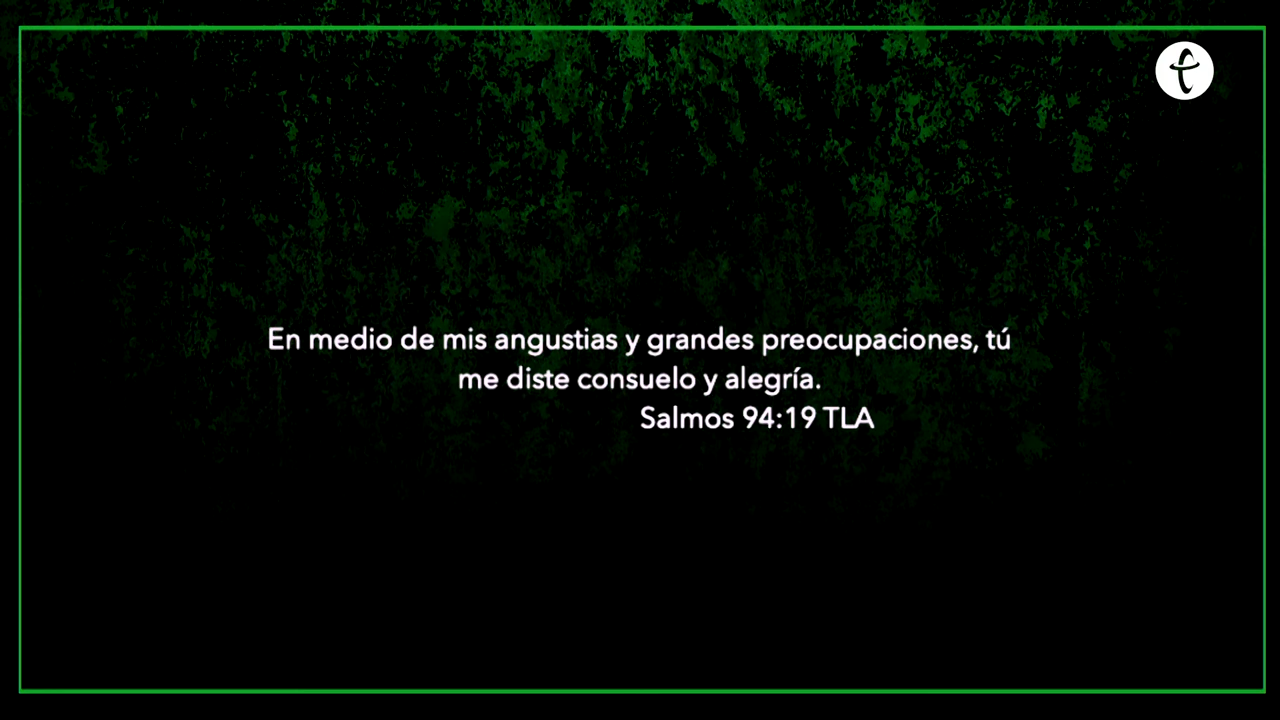 En medio de mis angustias y grandes preocupaciones, tú
me diste consuelo y alegría.
Salmos 94:19 TLA